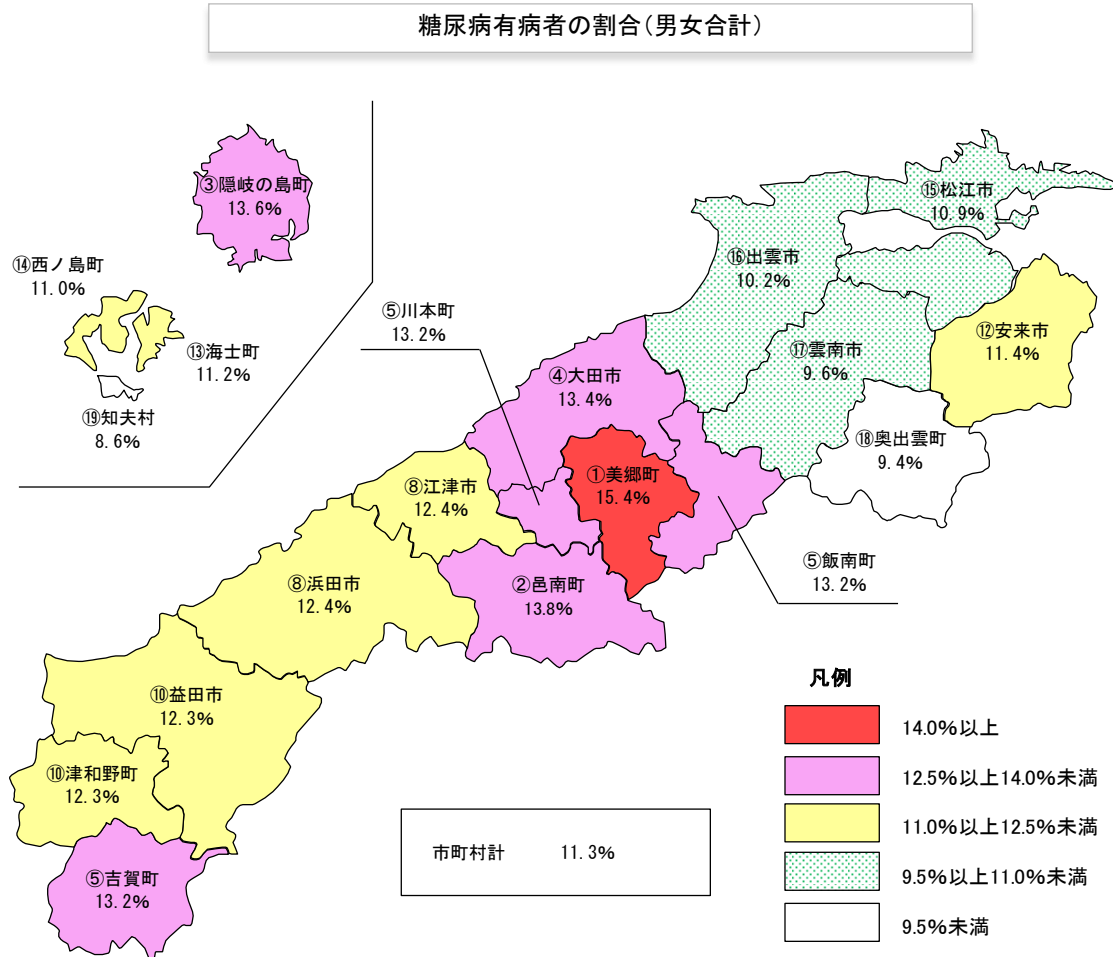 糖尿病有病者の割合(男女合計)
③隠岐の島町
13.6%
⑭西ノ島町
11.0%
⑬海士町
11.2%
⑲知夫村
8.6%
⑮松江市
10.9%
⑯出雲市
10.2%
⑤川本町
13.2%
⑫安来市
11.4%
⑰雲南市
9.6%
④大田市
13.4%
⑱奥出雲町
9.4%
①美郷町
15.4%
⑧江津市
12.4%
⑤飯南町
13.2%
②邑南町
13.8%
⑧浜田市
12.4%
⑩益田市
12.3%
⑩津和野町
12.3%
⑤吉賀町
13.2%
市町村計 11.3%
凡例
14.0%以上
12.5%以上14.0%未満
11.0%以上12.5%未満
9.5%以上11.0%未満
9.5%未満